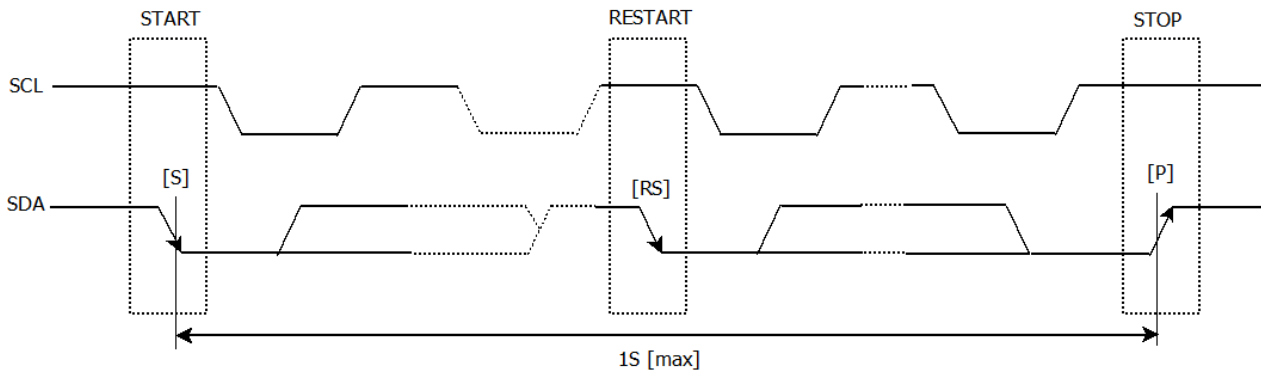 START
RESTART
STOP
SCL
[S]
[RS]
[P]
SDA
1S [max]